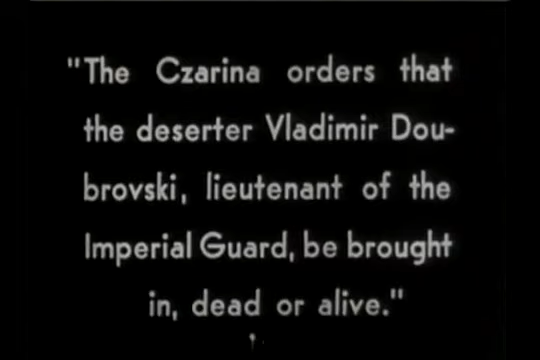 "The Czarina orders that
the deserter Vladimir Dou-
brovski, lieutenant of the
Imperial Guard, be brought
in, dead or alive."